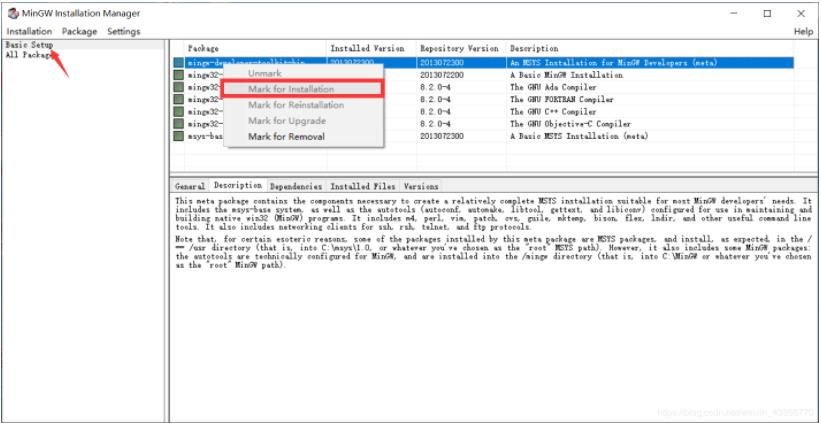 MinGW Installation Manager
Installation Package Settings Help
Basic Setup
All Packages
Package Installed Version Repository Version Description
mingw-developer-toolkit-bin 2013072300 2013072300 An MSYS Installation for MinGW Developers (meta)
mingw32- 2013072200 A Basic MinGW Installation
mingw32- 8.2.0-4 The GNU Ada Compiler
mingw32- 8.2.0-4 The GNU FORTRAN Compiler
mingw32- 8.2.0-4 The GNU C++ Compiler
mingw32- 8.2.0-4 The GNU Objective-C Compiler
msys-bas 2013072300 A Basic MSYS Installation (meta)
Unmark
Mark for Installation
Mark for Reinstallation
Mark for Upgrade
Mark for Removal
General Description Dependencies Installed Files Versions
This meta package contains the components necessary to create a relatively complete MSYS installation suitable for most MinGW developers' needs. It
includes the msys-base system, as well as the autotools (autoconf, automake, libtool, gettext, and libiconv) configured for use in maintaining and
building native win32 (MinGW) programs. It includes m4, perl, vim, patch, cvs, guile, mktemp, bison, flex, lndir, and other useful command line
tools. It also includes networking clients for ssh, rsh, telnet, and ftp protocols.
Note that, for certain esoteric reasons, some of the packages installed by this meta package are MSYS packages, and install, as expected, in the /
== /usr directory (that is, into C:\msys\1.0, or whatever you've chosen as the "root" MSYS path). However, it also includes some MinGW packages:
the autotools are technically configured for MinGW, and are installed into the /mingw directory (that is, into C:\MinGW or whatever you've chosen
as the "root" MinGW path).